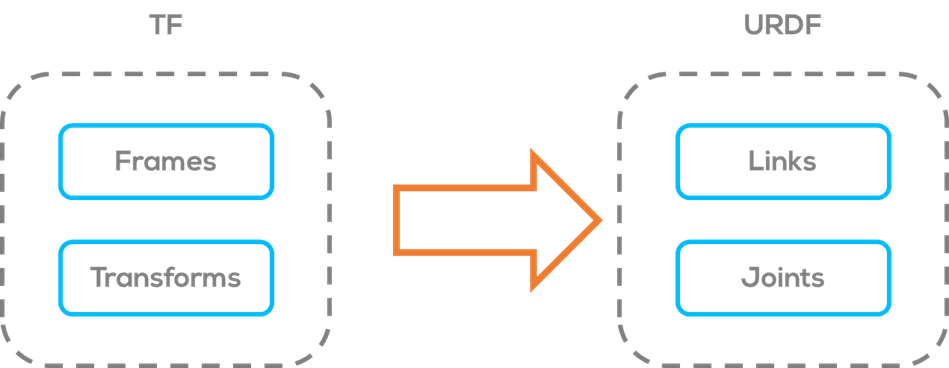 TF
URDF
Frames
Transforms
Links
Joints